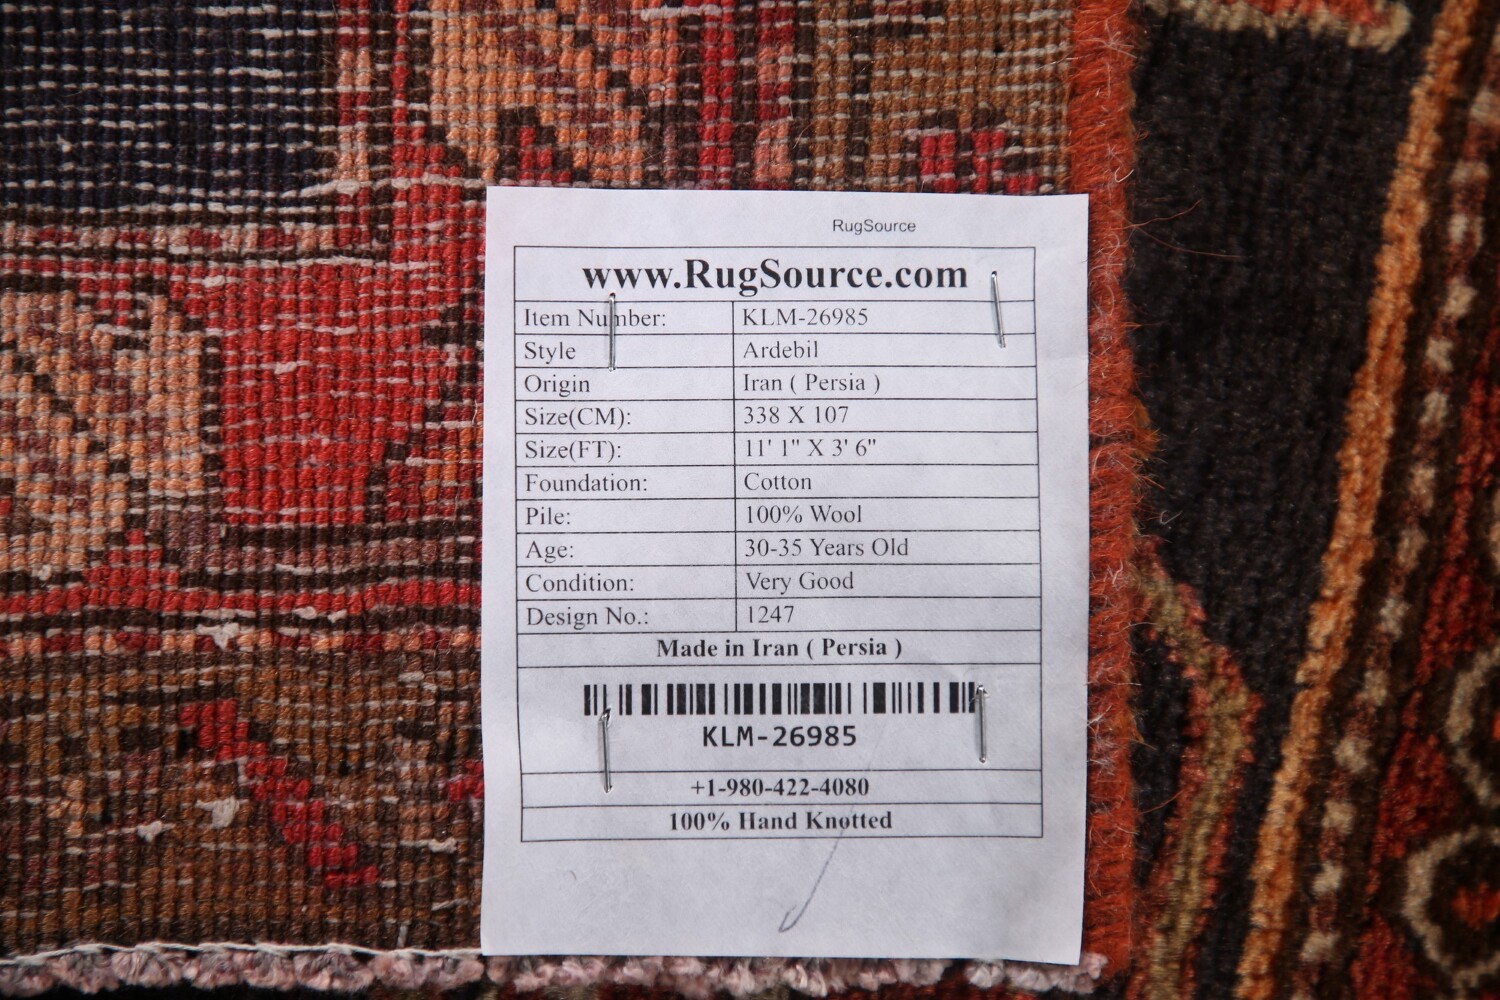 RugSource
www.RugSource.com
Item Number: KLM-26985
Style Ardebil
Origin Iran ( Persia )
Size(CM): 338 X 107
Size(FT): 11' 1" X 3' 6"
Foundation: Cotton
Pile: 100% Wool
Age: 30-35 Years Old
Condition: Very Good
Design No.: 1247
Made in Iran ( Persia )
KLM-26985
+1-980-422-4080
100% Hand Knotted